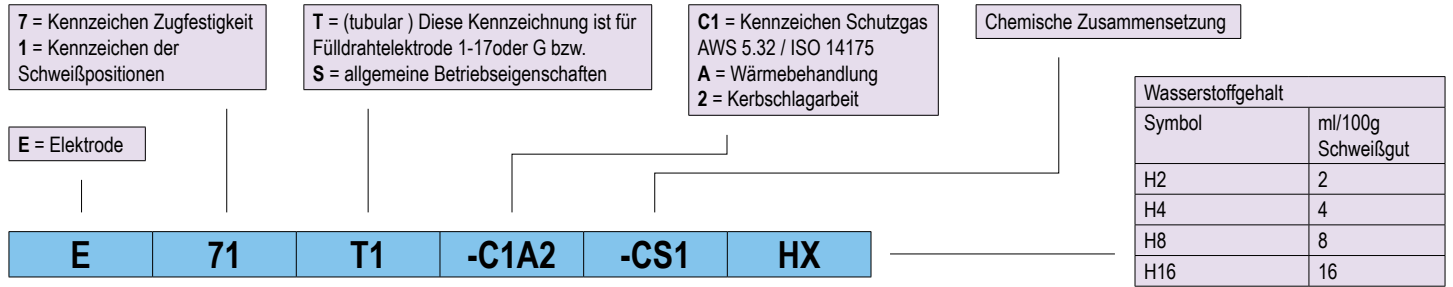 7 = Kennzeichen Zugfestigkeit
1 = Kennzeichen der
Schweißpositionen
T = (tubular ) Diese Kennzeichnung ist für
Fülldrahtelektrode 1-17oder G bzw.
S = allgemeine Betriebseigenschaften
C1 = Kennzeichen Schutzgas
AWS 5.32 / ISO 14175
A = Wärmebehandlung
2 = Kerbschlagarbeit
Chemische Zusammensetzung
E = Elektrode
Wasserstoffgehalt
Symbol ml/100g
Schweißgut
H2 2
H4 4
H8 8
H16 16
E 71 T1 -C1A2 -CS1 HX